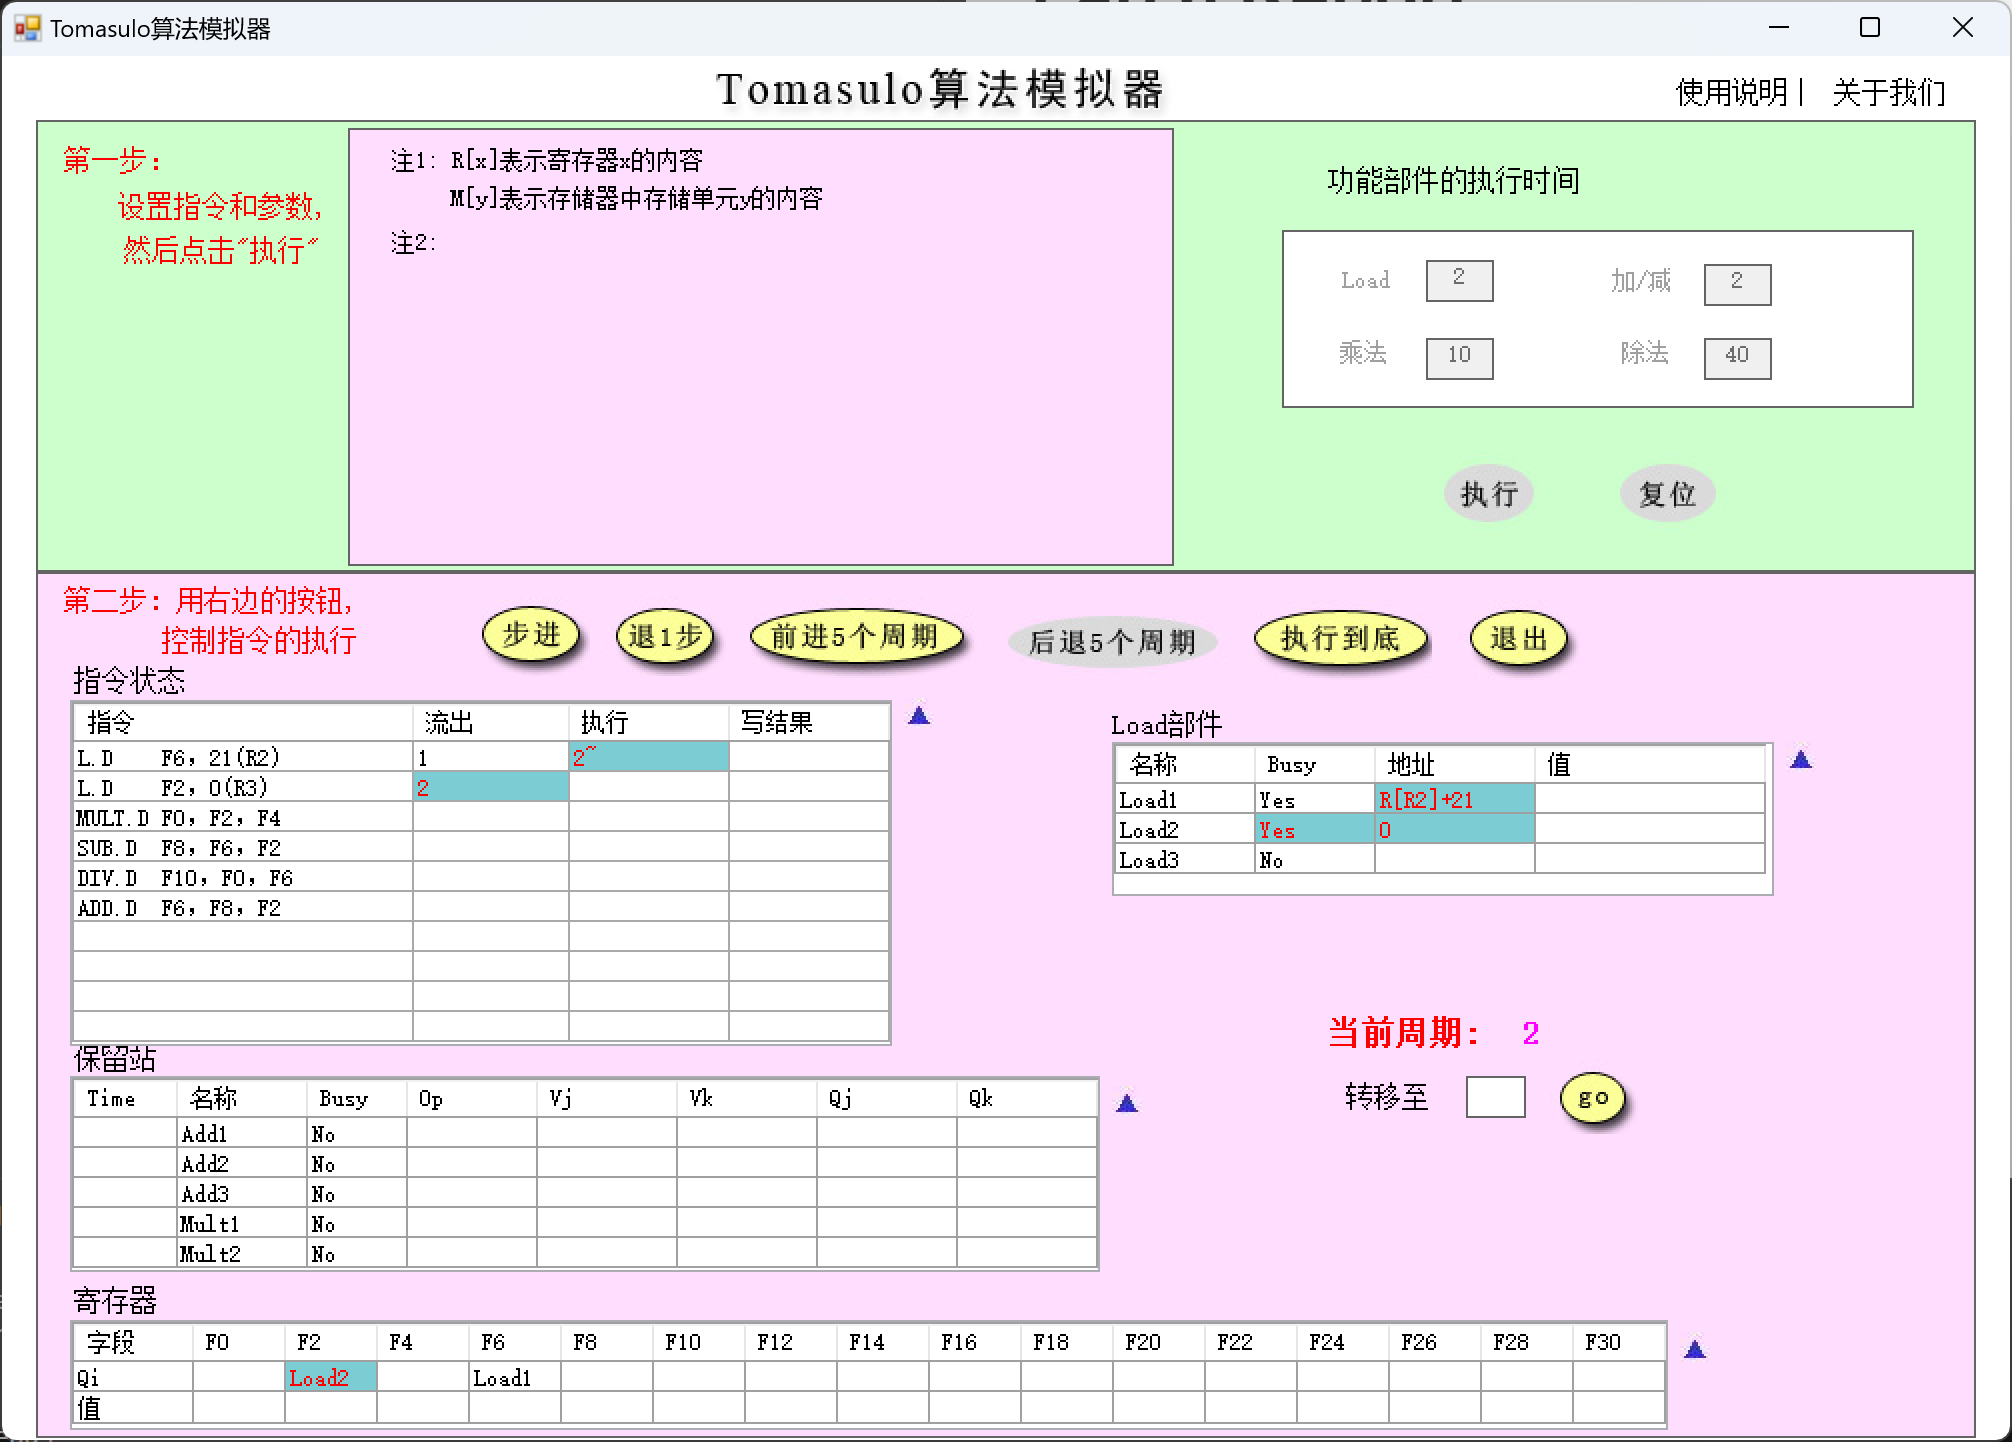 Tomasulo算法模拟器
Tomasulo算法模拟器
使用说明| 关于我们
第一步：
设置指令和参数,
然后点击"执行"
注1: R[x]表示寄存器x的内容
M[y]表示存储器中存储单元y的内容
注2:
功能部件的执行时间
Load 2 加/减 2
乘法 10 除法 40
执行 复位
第二步：用右边的按钮,
控制指令的执行
步进 退1步 前进5个周期 后退5个周期 执行到底 退出
指令状态
指令 流出 执行 写结果
L.D F6, 21(R2) 1 2~
L.D F2, 0(R3) 2
MULT.D F0, F2, F4
SUB.D F8, F6, F2
DIV.D F10, F0, F6
ADD.D F6, F8, F2
Load部件
名称 Busy 地址 值
Load1 Yes R[R2]+21
Load2 Yes 0
Load3 No
当前周期： 2
转移至 go
保留站
Time 名称 Busy Op Vj Vk Qj Qk
Add1 No
Add2 No
Add3 No
Mult1 No
Mult2 No
寄存器
字段 F0 F2 F4 F6 F8 F10 F12 F14 F16 F18 F20 F22 F24 F26 F28 F30
Qi Load2 Load1
值